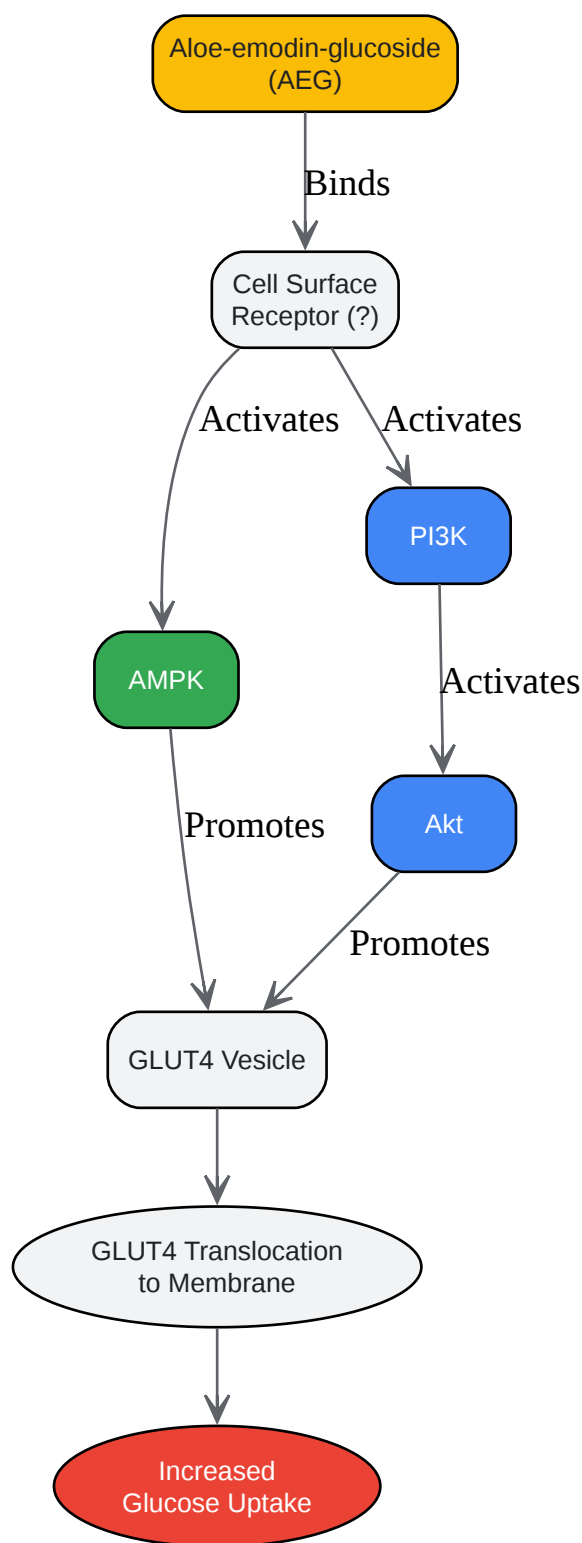 Aloe-emodin-glucoside
(AEG)
Binds
Cell Surface
Receptor (?)
Activates
Activates
PI3K
AMPK
Activates
Promotes
Akt
Promotes
GLUT4 Vesicle
GLUT4 Translocation
to Membrane
Increased
Glucose Uptake